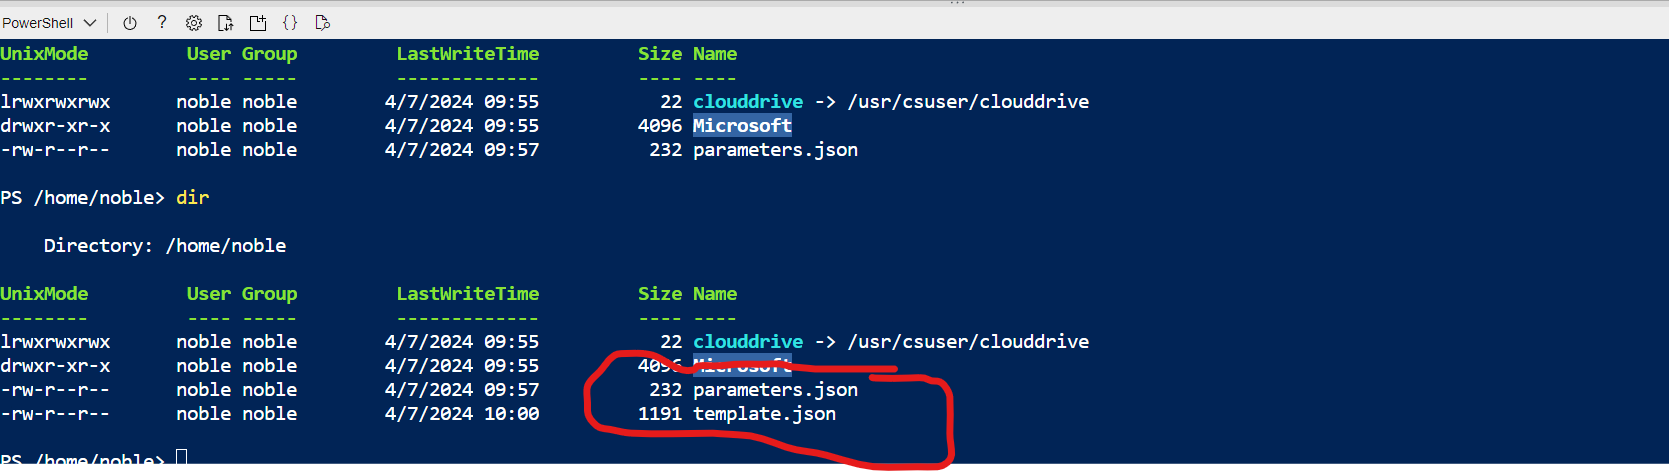 PowerShell
UnixMode         User Group         LastWriteTime         Size Name
--------         ---- -----         -------------         ---- ----
lrwxrwxrwx      noble noble        4/7/2024 09:55           22 clouddrive -> /usr/csuser/clouddrive
drwxr-xr-x      noble noble        4/7/2024 09:55         4096 Microsoft
-rw-r--r--      noble noble        4/7/2024 09:57          232 parameters.json
PS /home/noble> dir
    Directory: /home/noble
UnixMode         User Group         LastWriteTime         Size Name
--------         ---- -----         -------------         ---- ----
lrwxrwxrwx      noble noble        4/7/2024 09:55           22 clouddrive -> /usr/csuser/clouddrive
drwxr-xr-x      noble noble        4/7/2024 09:55         4096 Microsoft
-rw-r--r--      noble noble        4/7/2024 09:57          232 parameters.json
-rw-r--r--      noble noble        4/7/2024 10:00         1191 template.json
PS /home/noble>